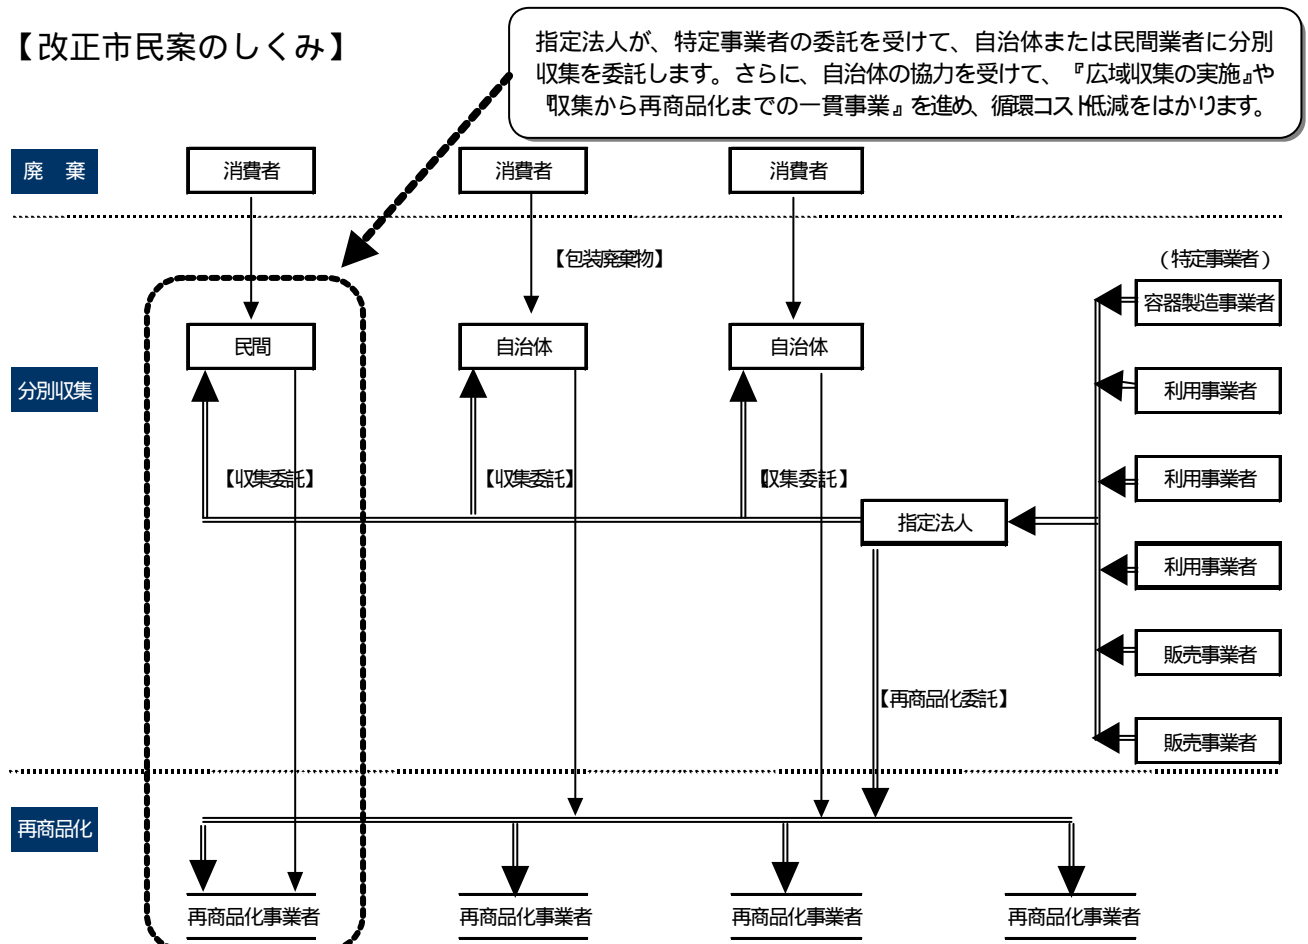 【改正市民案のしくみ】
指定法人が、特定事業者の委託を受けて、自治体または民間業者に分別
収集を委託します。さらに、自治体の協力を受けて、『広域収集の実施』や
『収集から再商品化までの一貫事業』を進め、循環コスト低減をはかります。
廃 棄
消費者
消費者
消費者
【包装廃棄物】
(特定事業者)
容器製造事業者
民間
自治体
自治体
分別収集
利用事業者
【収集委託】
【収集委託】
【収集委託】
利用事業者
指定法人
利用事業者
販売事業者
【再商品化委託】
販売事業者
再商品化
再商品化事業者
再商品化事業者
再商品化事業者
再商品化事業者